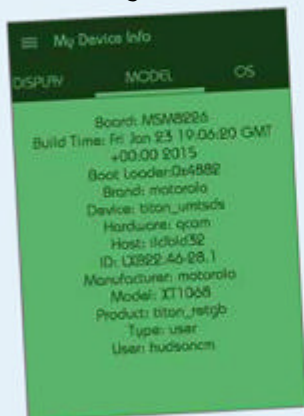 My Device Info
DISPLAY MODEL OS
Board: MSM8226
Build Time: Fri Jan 23 19:06:20 GMT
+00:00 2015
Boot Loader:0x4882
Brand: motorola
Device: titan_umtsds
Hardware: qcom
Host: ilclbld32
ID: LXB22.46-28.1
Manufacturer: motorola
Model: XT1068
Product: titan_retgb
Type: user
User: hudsoncm